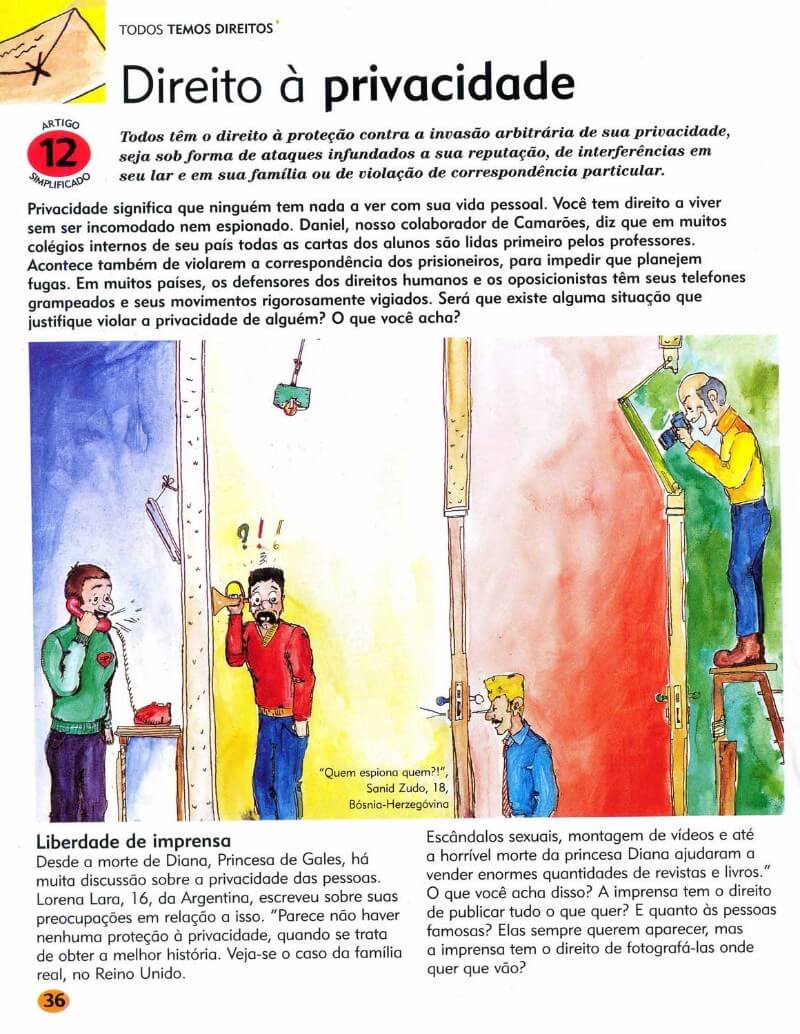 TODOS TEMOS DIREITOS
Direito à privacidade
ARTIGO
12
SIMPLIFICADO
Todos têm o direito à proteção contra a invasão arbitrária de sua privacidade,
seja sob forma de ataques infundados a sua reputação, de interferências em
seu lar e em sua família ou de violação de correspondência particular.
Privacidade significa que ninguém tem nada a ver com sua vida pessoal. Você tem direito a viver
sem ser incomodado nem espionado. Daniel, nosso colaborador de Camarões, diz que em muitos
colégios internos de seu país todas as cartas dos alunos são lidas primeiro pelos professores.
Acontece também de violarem a correspondência dos prisioneiros, para impedir que planejem
fugas. Em muitos países, os defensores dos direitos humanos e os oposicionistas têm seus telefones
grampeados e seus movimentos rigorosamente vigiados. Será que existe alguma situação que
justifique violar a privacidade de alguém? O que você acha?
? ! !
"Quem espiona quem?!",
Sanid Zudo, 18,
Bósnia-Herzegóvina
Liberdade de imprensa
Desde a morte de Diana, Princesa de Gales, há
muita discussão sobre a privacidade das pessoas.
Lorena Lara, 16, da Argentina, escreveu sobre suas
preocupações em relação a isso. "Parece não haver
nenhuma proteção à privacidade, quando se trata
de obter a melhor história. Veja-se o caso da família
real, no Reino Unido.
Escândalos sexuais, montagem de vídeos e até
a horrível morte da princesa Diana ajudaram a
vender enormes quantidades de revistas e livros."
O que você acha disso? A imprensa tem o direito
de publicar tudo o que quer? E quanto às pessoas
famosas? Elas sempre querem aparecer, mas
a imprensa tem o direito de fotografá-las onde
quer que vão?
36